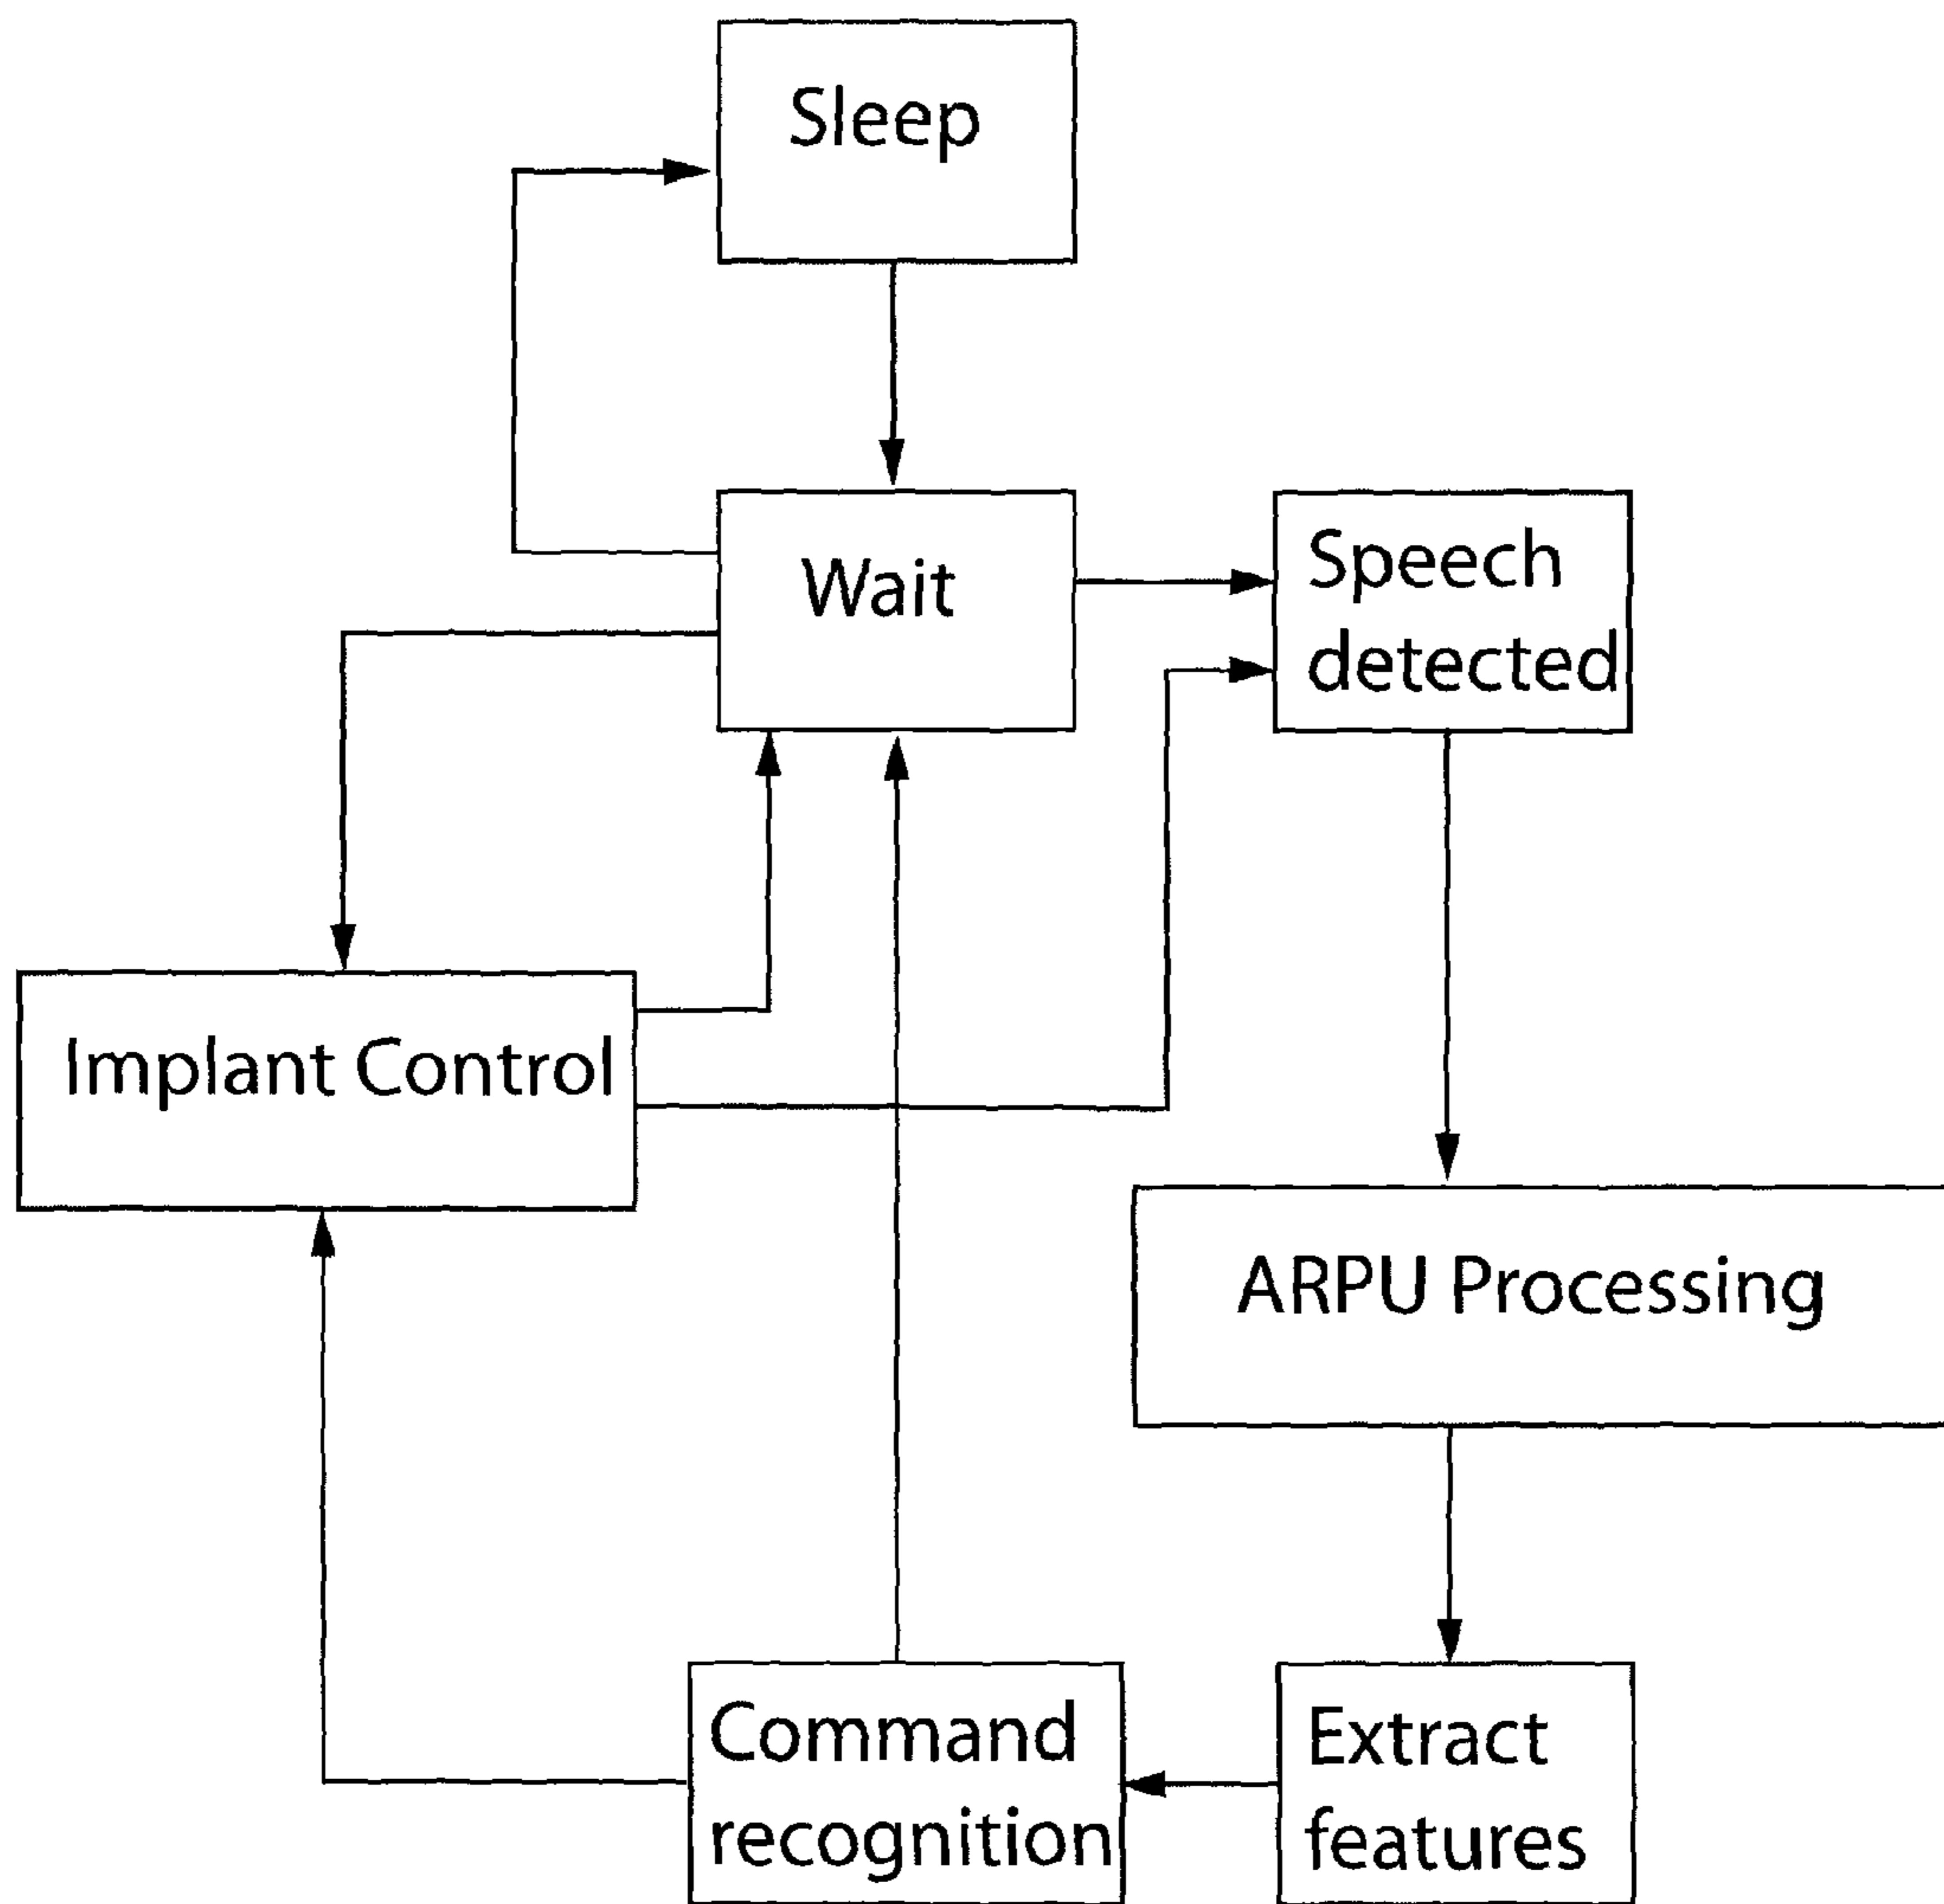 Sleep
Wait
Speech
detected
Implant Control
ARPU Processing
Command
recognition
Extract
features